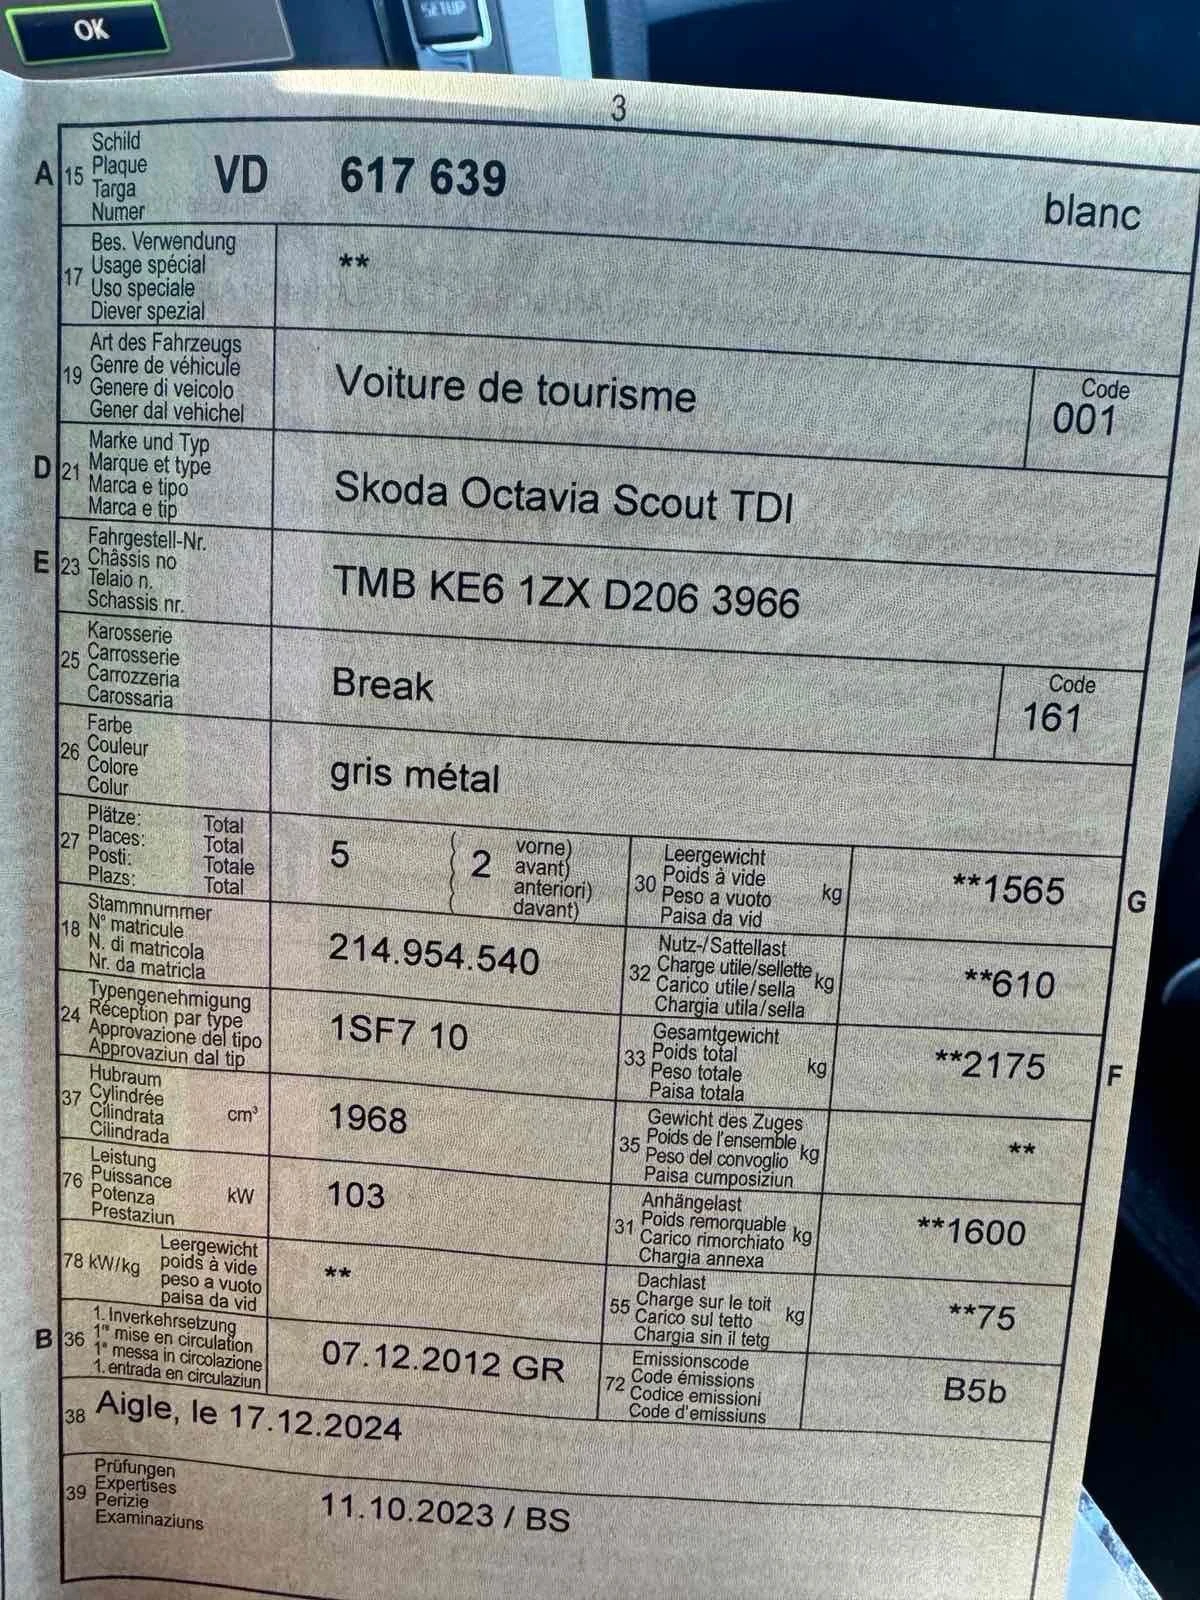 OK
SETUP
3
A 15 Schild
Plaque
Targa
Numer
VD 617 639 blanc
17 Bes. Verwendung
Usage spécial
Uso speciale
Diever spezial
**
19 Art des Fahrzeugs
Genre de véhicule
Genere di veicolo
Gener dal vehichel
Voiture de tourisme
Code
001
D 21 Marke und Typ
Marque et type
Marca e tipo
Marca e tip
Skoda Octavia Scout TDI
E 23 Fahrgestell-Nr.
Châssis no
Telaio n.
Schassis nr.
TMB KE6 1ZX D206 3966
25 Karosserie
Carrosserie
Carrozzeria
Carossaria
Break
Code
161
26 Farbe
Couleur
Colore
Colur
gris métal
27 Plätze: Total
Places: Total
Posti: Totale
Plazs: Total
5 ( 2 vorne)
avant)
anteriori)
davant)
30 Leergewicht
Poids à vide
Peso a vuoto
Paisa da vid
kg **1565 G
18 Stammnummer
N° matricule
N. di matricola
Nr. da matricla
214.954.540
32 Nutz-/Sattellast
Charge utile/sellette
Carico utile/sella
Chargia utila/sella
kg **610
24 Typengenehmigung
Réception par type
Approvazione del tipo
Approvaziun dal tip
1SF7 10
33 Gesamtgewicht
Poids total
Peso totale
Paisa totala
kg **2175 F
37 Hubraum
Cylindrée
Cilindrata
Cilindrada
cm³ 1968
35 Gewicht des Zuges
Poids de l'ensemble
Peso del convoglio
Paisa cumposiziun
kg **
76 Leistung
Puissance
Potenza
Prestaziun
kW 103
31 Anhängelast
Poids remorquable
Carico rimorchiato
Chargia annexa
kg **1600
78 kW/kg Leergewicht
poids à vide
peso a vuoto
paisa da vid
**
55 Dachlast
Charge sur le toit
Carico sul tetto
Chargia sin il tetg
kg **75
B 36 1. Inverkehrsetzung
1re mise en circulation
1a messa in circolazione
1. entrada en circulaziun
07.12.2012 GR
72 Emissionscode
Code émissions
Codice emissioni
Code d'emissiuns
B5b
38 Aigle, le 17.12.2024
39 Prüfungen
Expertises
Perizie
Examinaziuns
11.10.2023 / BS